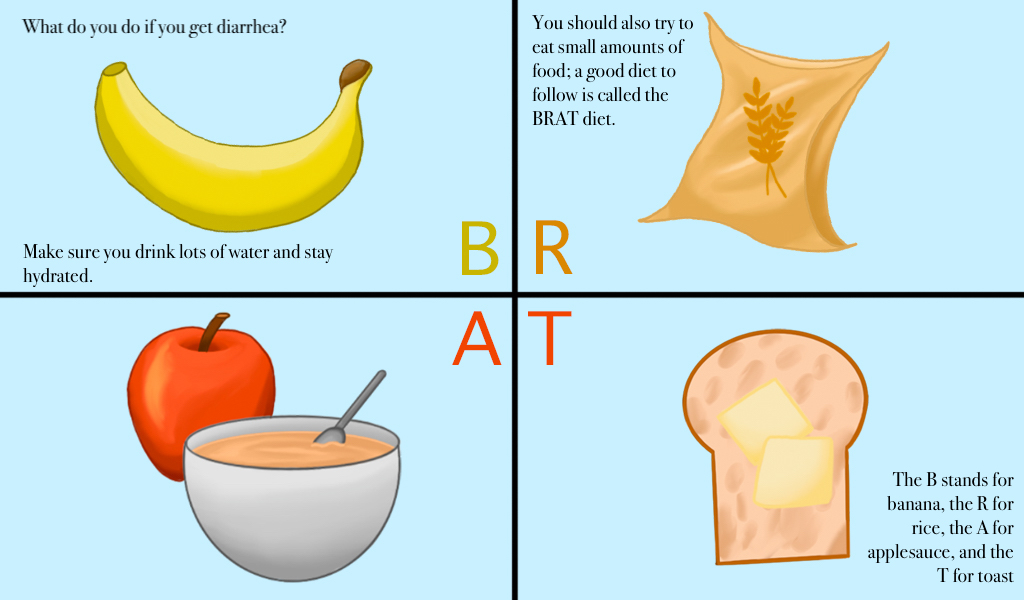 What do you do if you get diarrhea?
Make sure you drink lots of water and stay
hydrated.
B
You should also try to
eat small amounts of
food; a good diet to
follow is called the
BRAT diet.
R
A
T
The B stands for
banana, the R for
rice, the A for
applesauce, and the
T for toast